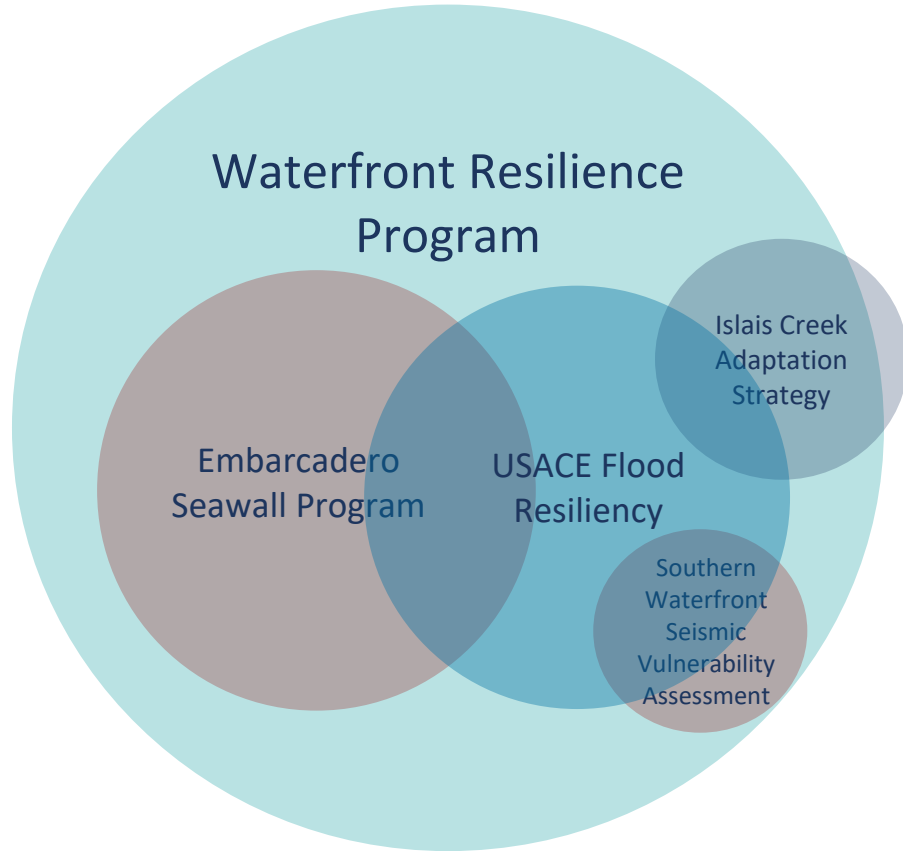 Waterfront Resilience
Program
Islais Creek
Adaptation
Strategy
Embarcadero
Seawall Program
USACE Flood
Resiliency
Southern
Waterfront
Seismic
Vulnerability
Assessment